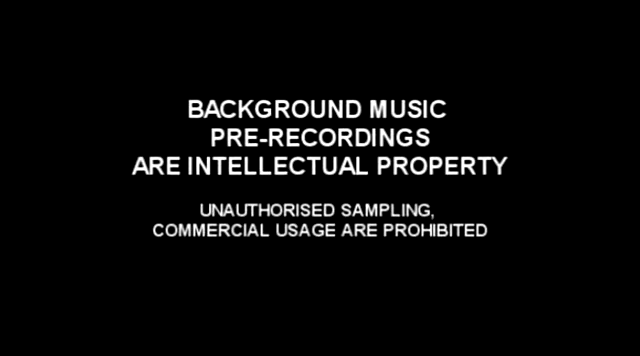 BACKGROUND MUSIC
PRE-RECORDINGS
ARE INTELLECTUAL PROPERTY
UNAUTHORISED SAMPLING,
COMMERCIAL USAGE ARE PROHIBITED